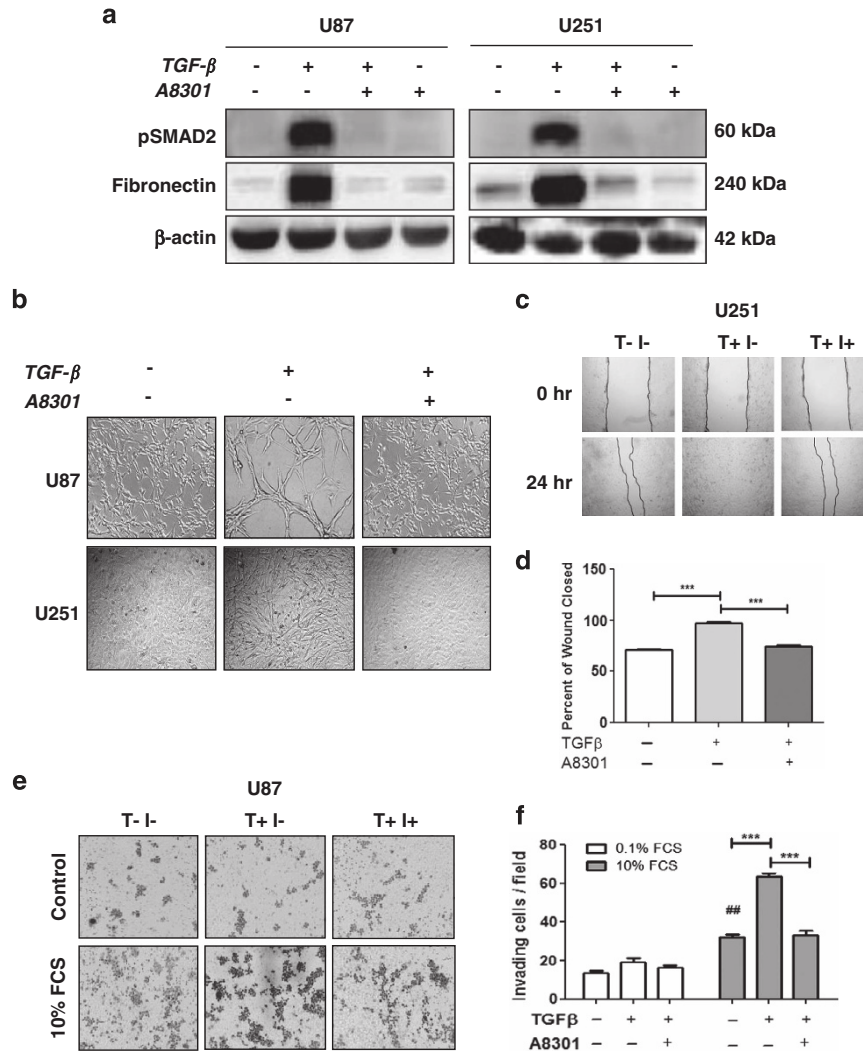 a
U87 U251
TGF-β - + + - - + + -
A8301 - - + + - - + +
pSMAD2 60 kDa
Fibronectin 240 kDa
β-actin 42 kDa
b
TGF-β - + +
A8301 - - +
U87
U251
c
U251
T- I- T+ I- T+ I+
0 hr
24 hr
d
Percent of Wound Closed
150
100
50
0
*** ***
TGFβ – + +
A8301 – – +
e
U87
T- I- T+ I- T+ I+
Control
10% FCS
f
Invading cells / field
80
60
40
20
0
0.1% FCS
10% FCS
*** ***
##
TGFβ – + + – + +
A8301 – – + – – +